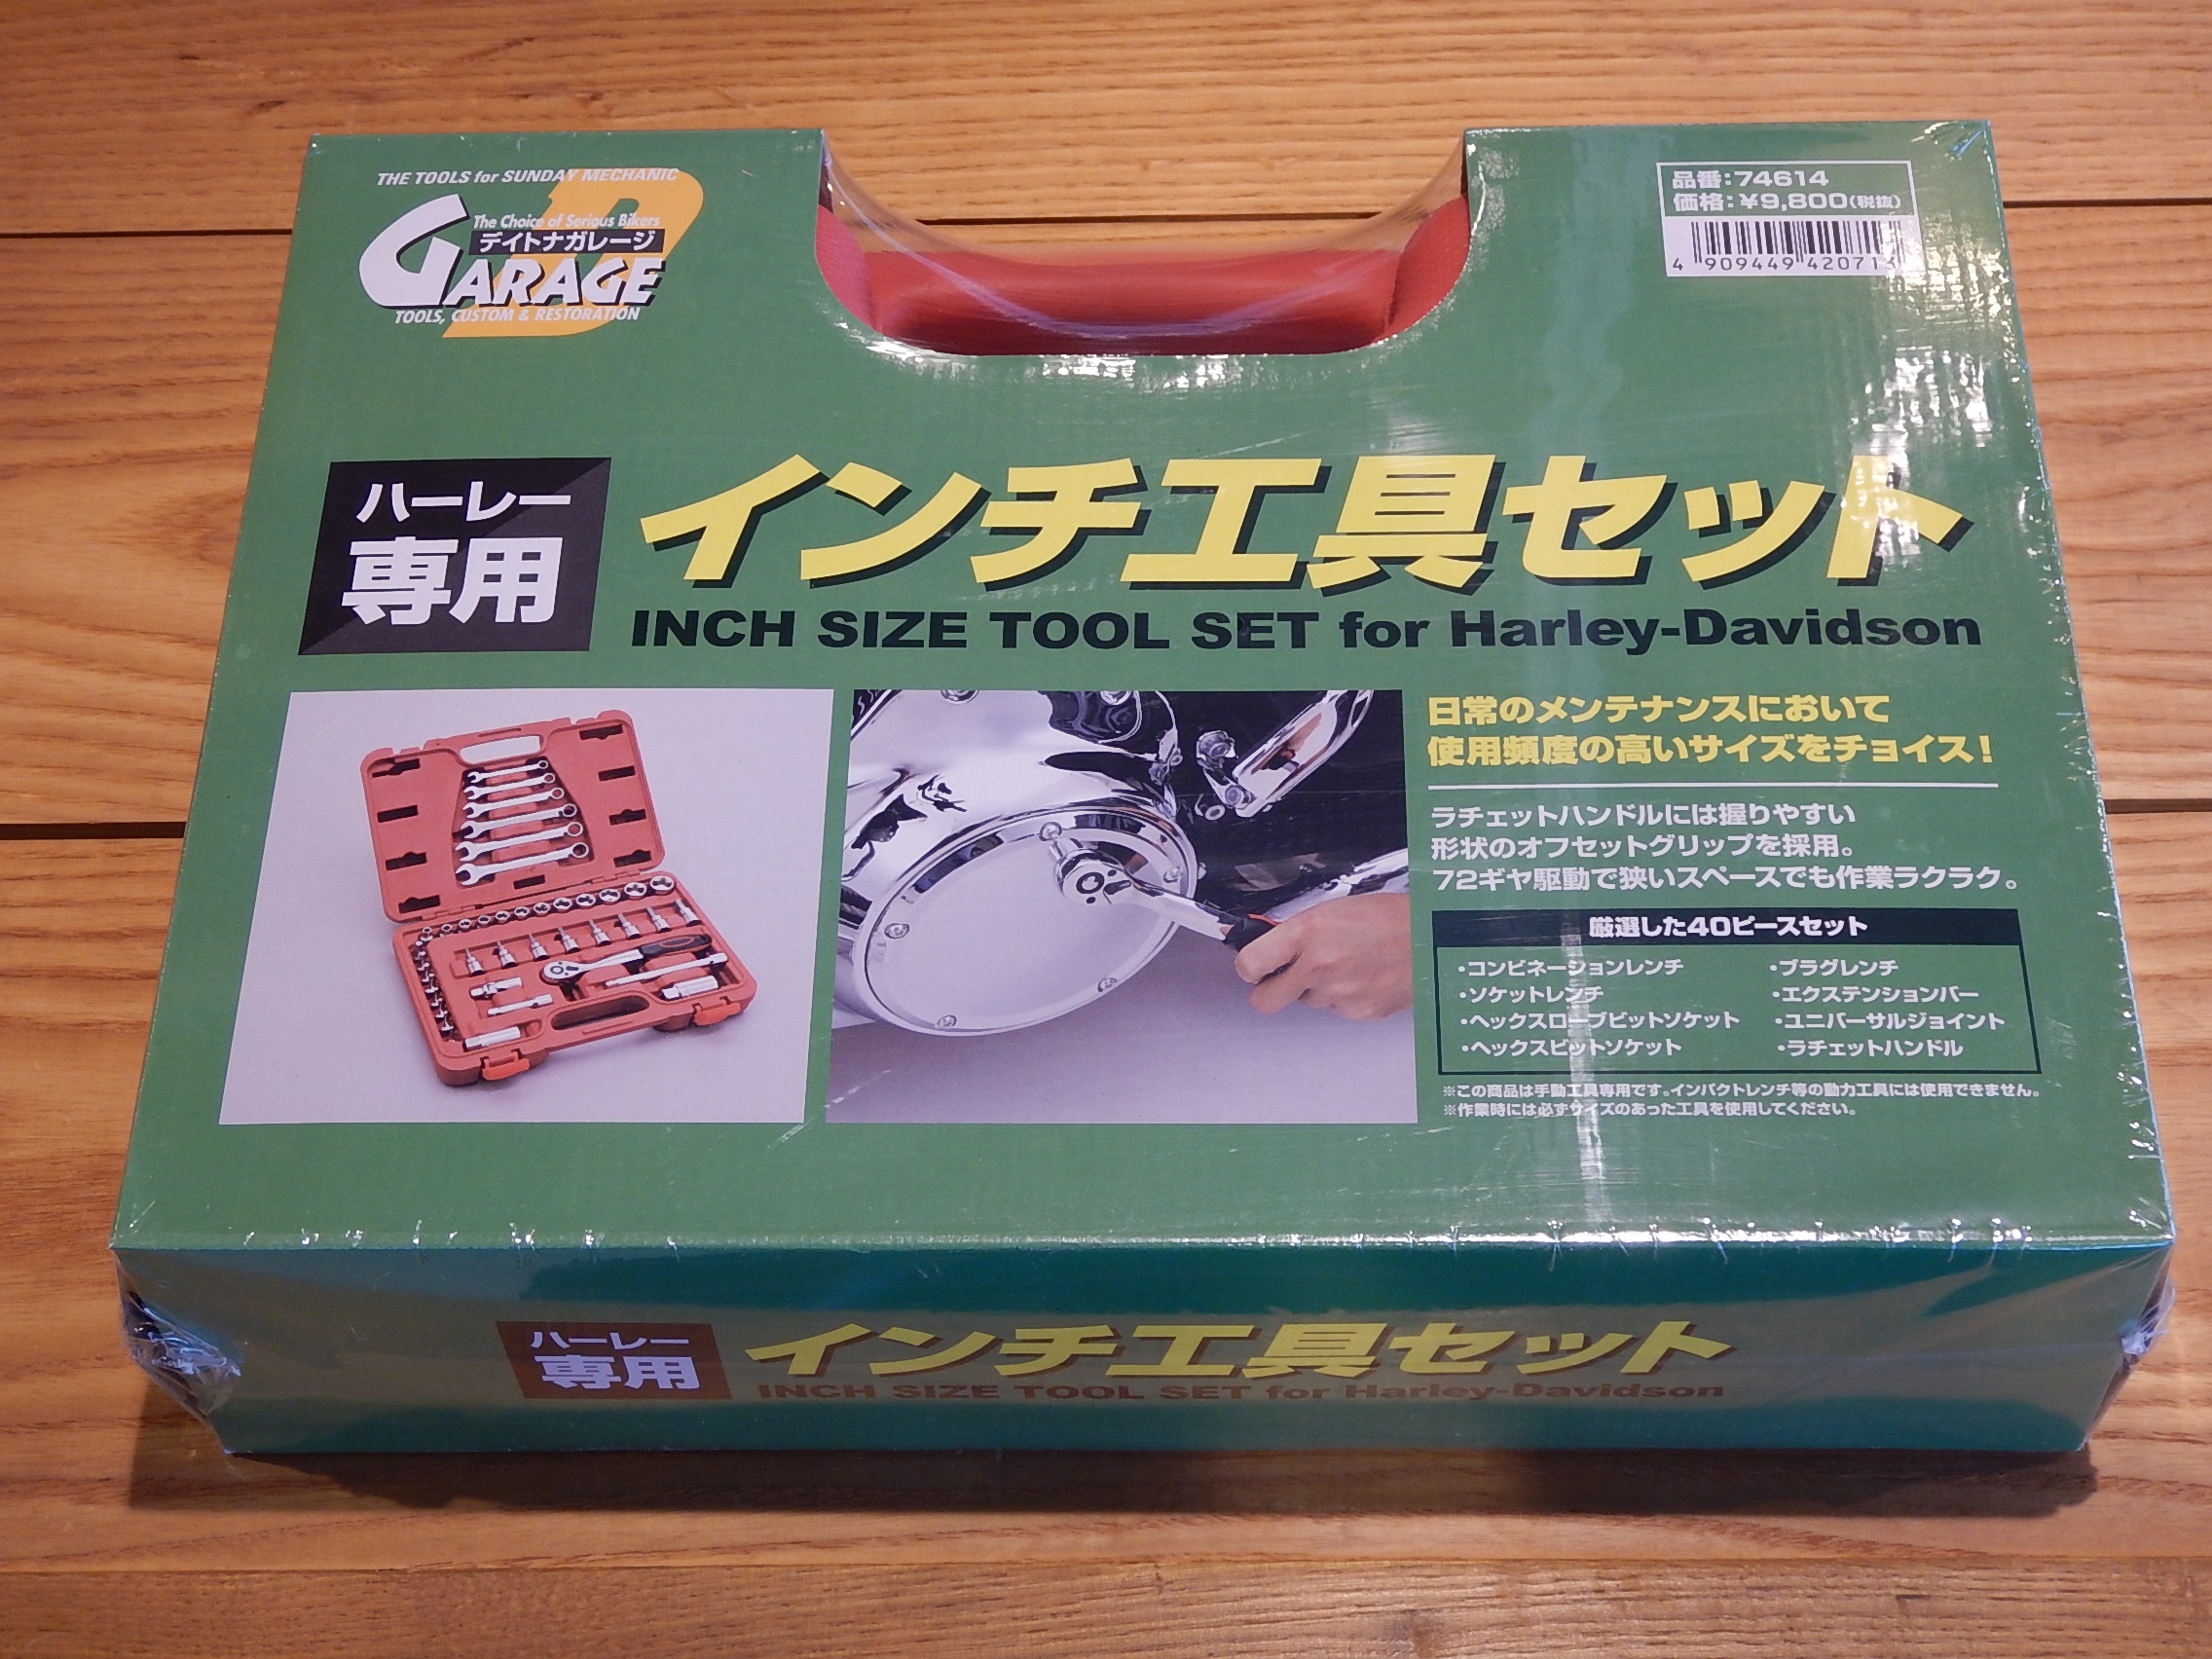 THE TOOLS for SUNDAY MECHANIC
The Choice of Serious Bikers
デイトナガレージ
GARAGE
TOOLS, CUSTOM & RESTORATION
品番:74614
価格:¥9,800(税抜)
4 909449 42071
ハーレー
専用
インチ工具セット
INCH SIZE TOOL SET for Harley-Davidson
日常のメンテナンスにおいて
使用頻度の高いサイズをチョイス!
ラチェットハンドルには握りやすい
形状のオフセットグリップを採用。
72ギヤ駆動で狭いスペースでも作業ラクラク。
厳選した40ピースセット
・コンビネーションレンチ
・ソケットレンチ
・ヘックスローブビットソケット
・ヘックスビットソケット
・プラグレンチ
・エクステンションバー
・ユニバーサルジョイント
・ラチェットハンドル
※この商品は手動工具専用です。インパクトレンチ等の動力工具には使用できません。
※作業時には必ずサイズのあった工具を使用してください。
ハーレー
専用
インチ工具セット
INCH SIZE TOOL SET for Harley-Davidson